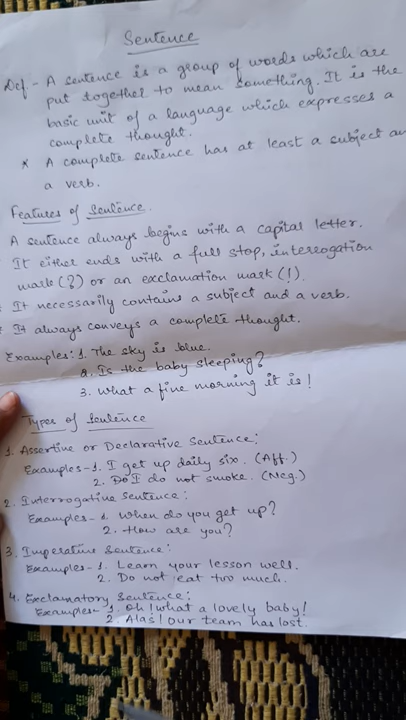 Sentence
Def - A sentence is a group of words which are
put together to mean something. It is the
basic unit of a language which expresses a
complete thought.
* A complete sentence has at least a subject an
a verb.
Features of Sentence.
A sentence always begins with a capital letter.
It either ends with a full stop, interrogation
mark (?) or an exclamation mark (!).
* It necessarily contains a subject and a verb.
* It always conveys a complete thought.
Examples: 1. The sky is blue.
2. Is the baby sleeping?
3. What a fine morning it is!
Types of Sentence
1. Assertine or Declarative Sentence:
Examples - 1. I get up daily six. (Aff.)
2. I do not smoke. (Neg.)
2. Interrogatine Sentence:
Examples - 1. When do you get up?
2. How are you?
3. Imperatine Sentence:
Examples - 1. Learn your lesson well.
2. Do not eat too much.
4. Exclamatory Sentence:
Examples - 1. Oh! what a lovely baby!
2. Alas! Our team has lost.